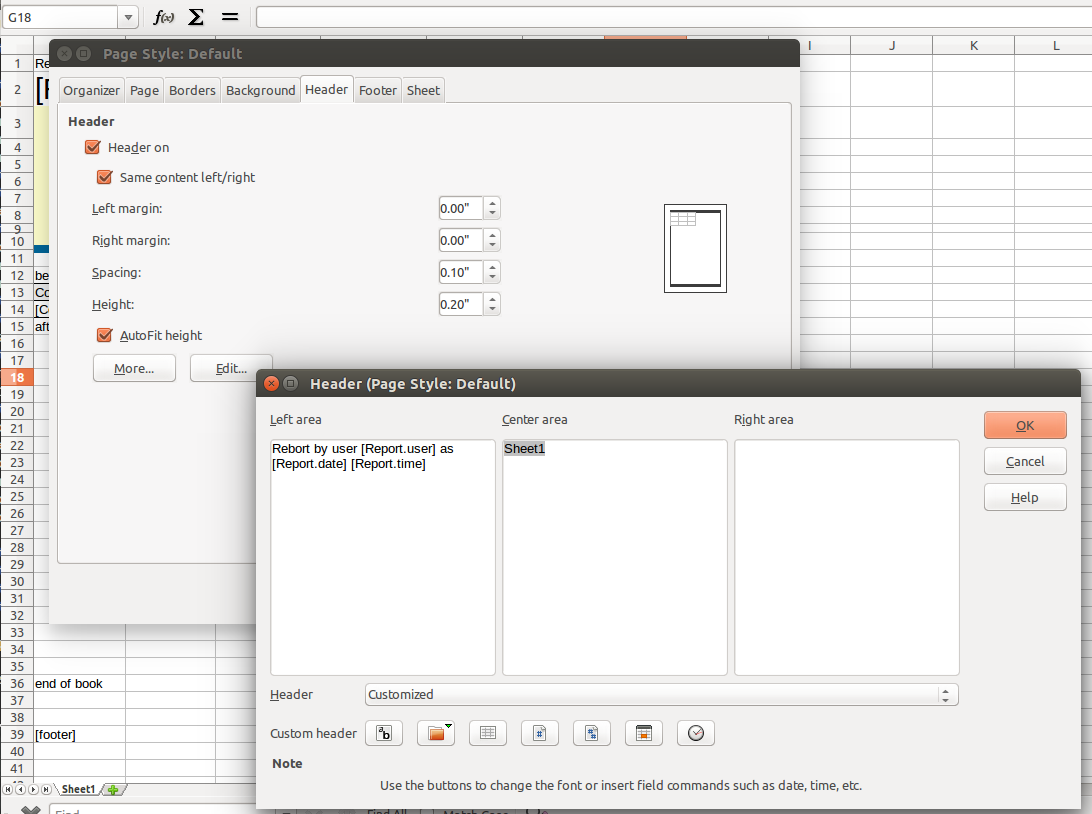 G18
f(x) Σ =
I J K L
Page Style: Default
Organizer Page Borders Background Header Footer Sheet
Header
Header on
Same content left/right
Left margin: 0.00"
Right margin: 0.00"
Spacing: 0.10"
Height: 0.20"
AutoFit height
More... Edit...
Header (Page Style: Default)
Left area Center area Right area
Rebort by user [Report.user] as
[Report.date] [Report.time]
Sheet1
OK
Cancel
Help
Header Customized
Custom header
Note
Use the buttons to change the font or insert field commands such as date, time, etc.
1 Re
2 [
3
4
5
6
7
8
9
10
11
12 be
13 Co
14 [Co
15 aft
16
17
18
19
20
21
22
23
24
25
26
27
28
29
30
31
32
33
34
35
36 end of book
37
38
39 [footer]
40
41
Sheet1
Find
Find All